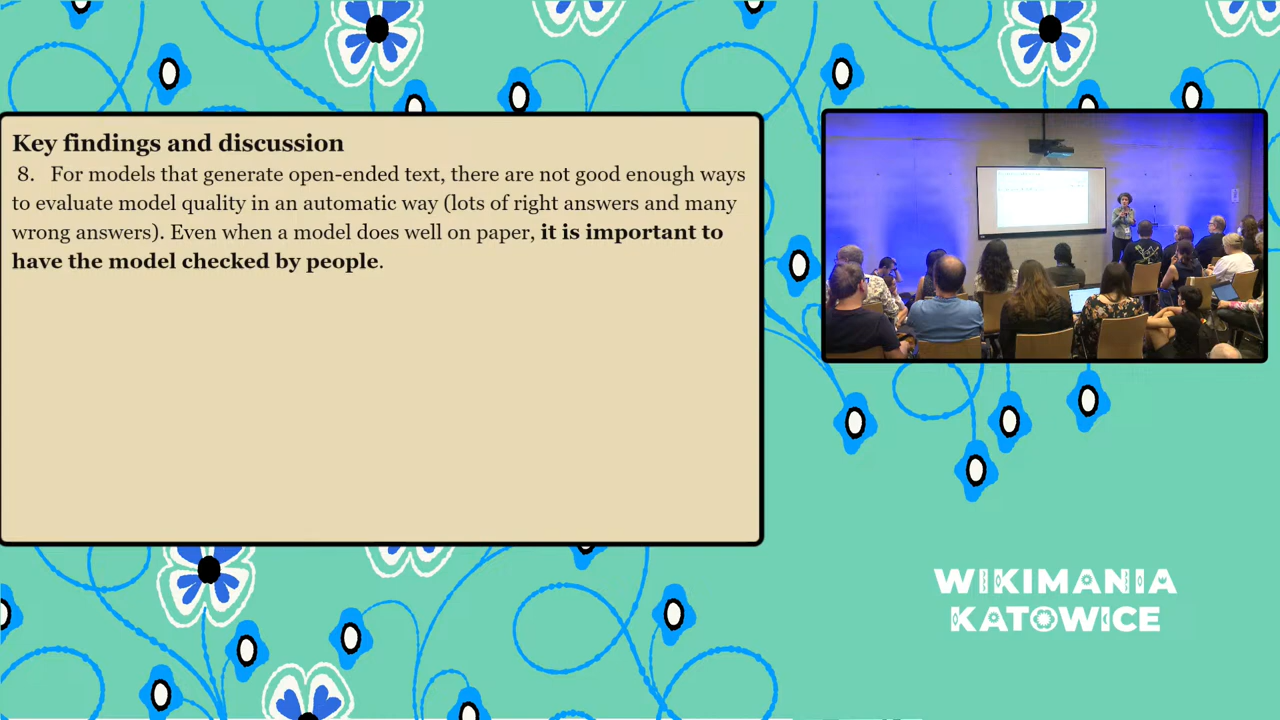 Key findings and discussion
8. For models that generate open-ended text, there are not good enough ways
to evaluate model quality in an automatic way (lots of right answers and many
wrong answers). Even when a model does well on paper, it is important to
have the model checked by people.
WIKIMANIA
KATOWICE